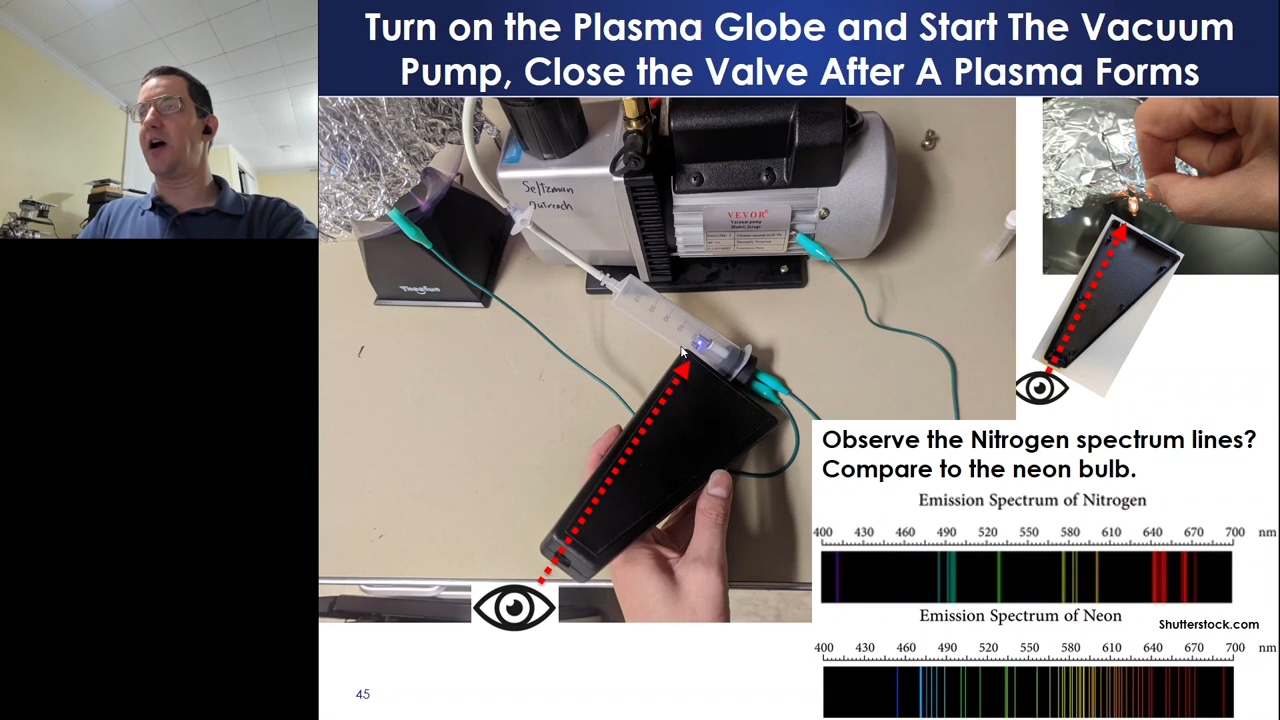 Turn on the Plasma Globe and Start The Vacuum
Pump, Close the Valve After A Plasma Forms
Seltzman
outreach
VEVOR
Vacuum pump
Theefun
Observe the Nitrogen spectrum lines?
Compare to the neon bulb.
Emission Spectrum of Nitrogen
400 430 460 490 520 550 580 610 640 670 700 nm
Emission Spectrum of Neon
Shutterstock.com
400 430 460 490 520 550 580 610 640 670 700 nm
45